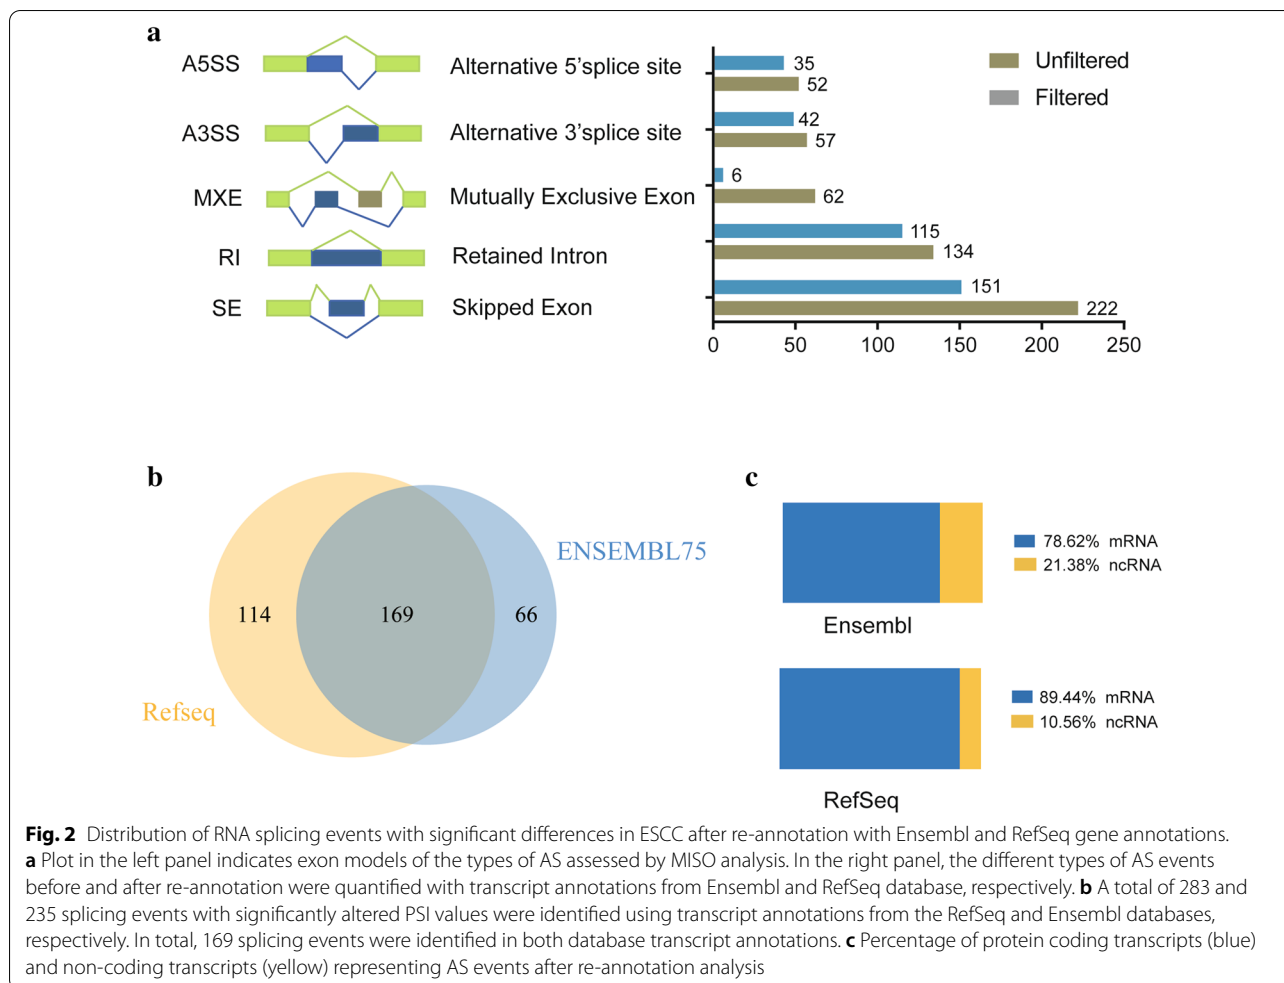 a
A5SS Alternative 5'splice site 35 52
A3SS Alternative 3'splice site 42 57
MXE Mutually Exclusive Exon 6 62
RI Retained Intron 115 134
SE Skipped Exon 151 222
0 50 100 150 200 250
Unfiltered
Filtered
b
114 169 66
ENSEMBL75
Refseq
c
78.62% mRNA
21.38% ncRNA
Ensembl
89.44% mRNA
10.56% ncRNA
RefSeq
Fig. 2 Distribution of RNA splicing events with significant differences in ESCC after re-annotation with Ensembl and RefSeq gene annotations.
a Plot in the left panel indicates exon models of the types of AS assessed by MISO analysis. In the right panel, the different types of AS events
before and after re-annotation were quantified with transcript annotations from Ensembl and RefSeq database, respectively. b A total of 283 and
235 splicing events with significantly altered PSI values were identified using transcript annotations from the RefSeq and Ensembl databases,
respectively. In total, 169 splicing events were identified in both database transcript annotations. c Percentage of protein coding transcripts (blue)
and non-coding transcripts (yellow) representing AS events after re-annotation analysis